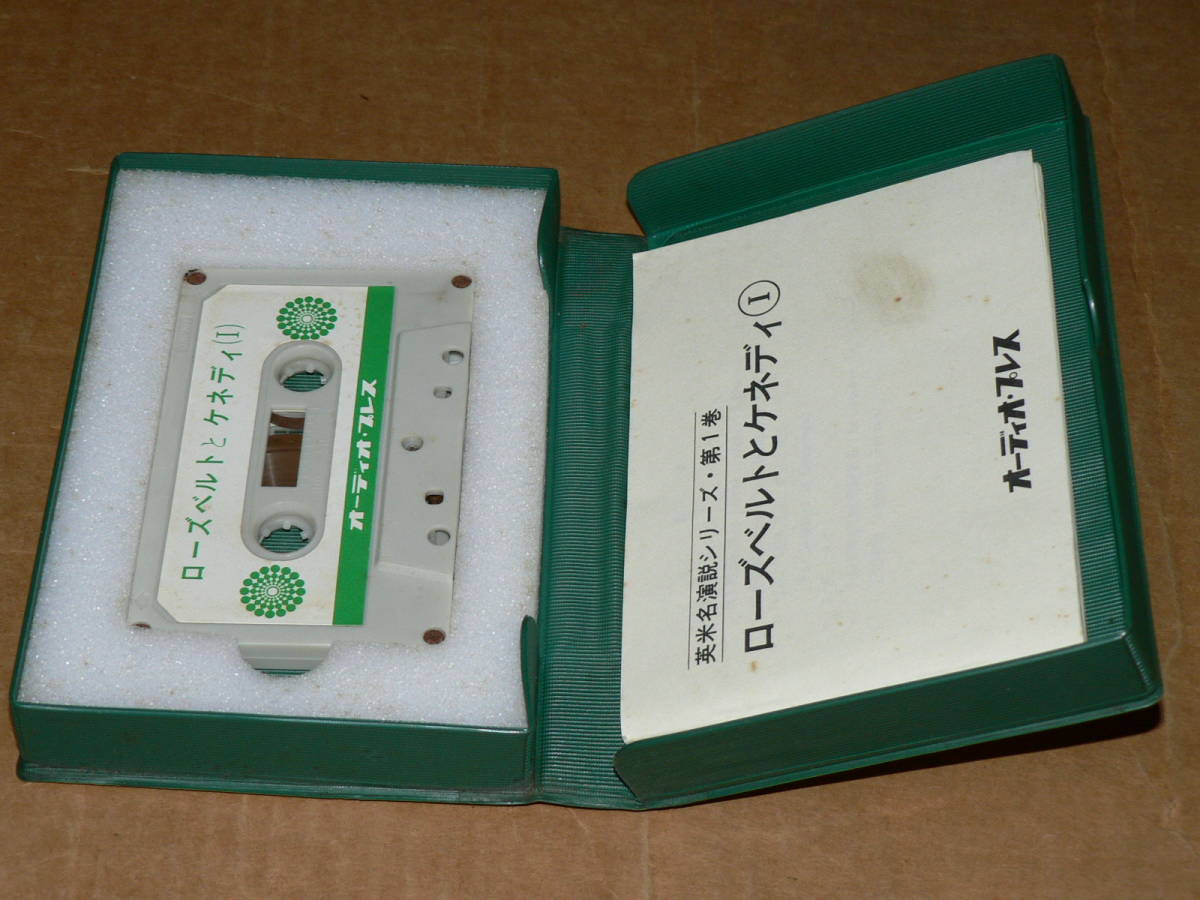 ローズベルトとケネディ(I)
オーディオ・プレス
英米名演説シリーズ・第1巻
ローズベルトとケネディⒾ
オーディオ・プレス